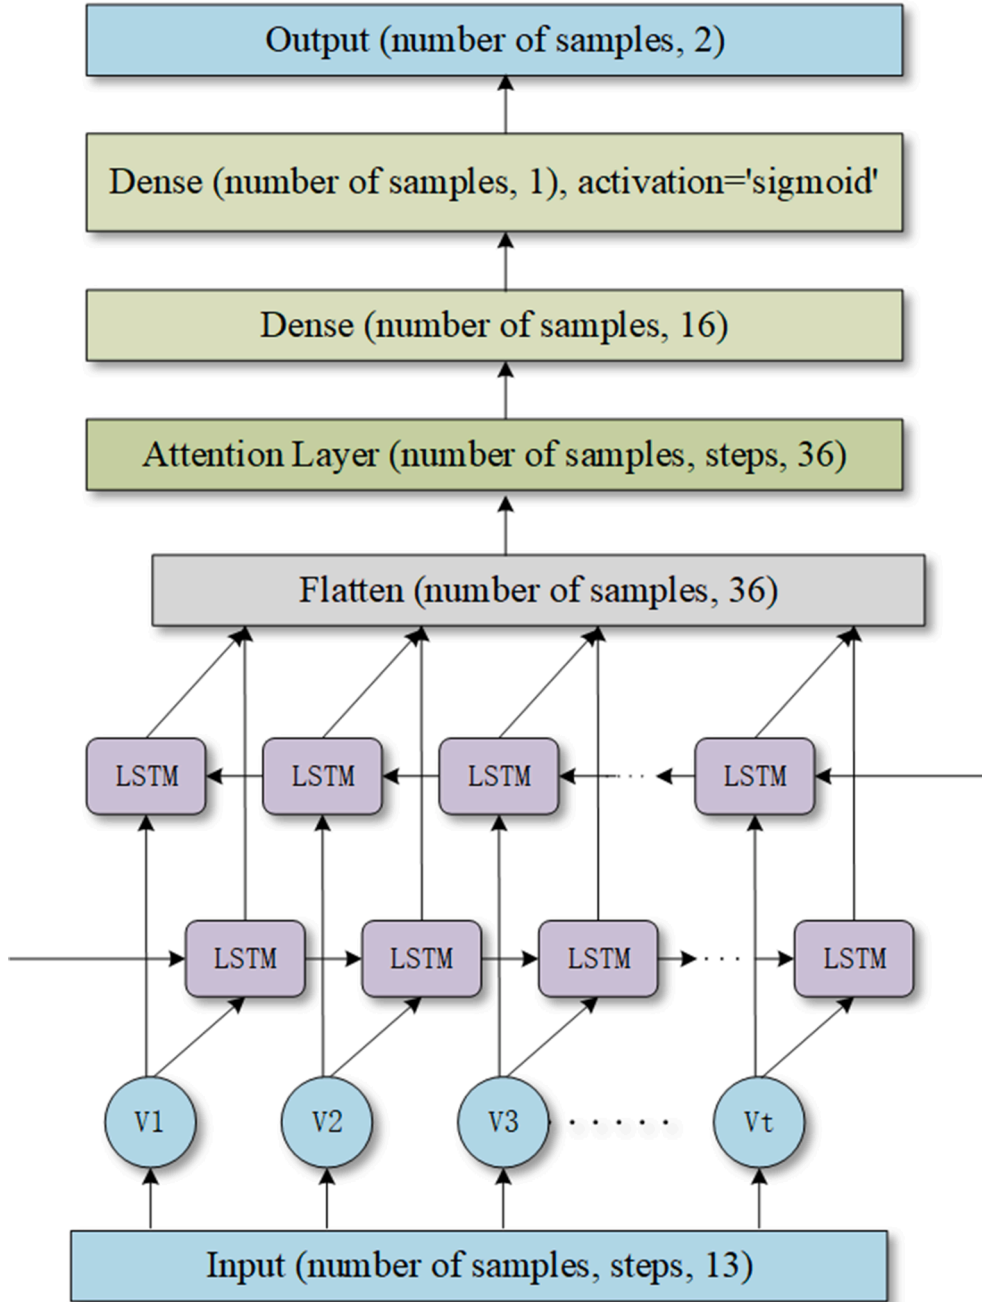 Output (number of samples, 2)
Dense (number of samples, 1), activation='sigmoid'
Dense (number of samples, 16)
Attention Layer (number of samples, steps, 36)
Flatten (number of samples, 36)
LSTM LSTM LSTM ... LSTM
LSTM LSTM LSTM ... LSTM
V1 V2 V3 ...... Vt
Input (number of samples, steps, 13)